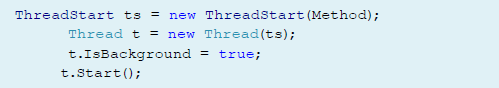 ThreadStart ts = new ThreadStart(Method);
Thread t = new Thread(ts);
t.IsBackground = true;
t.Start();